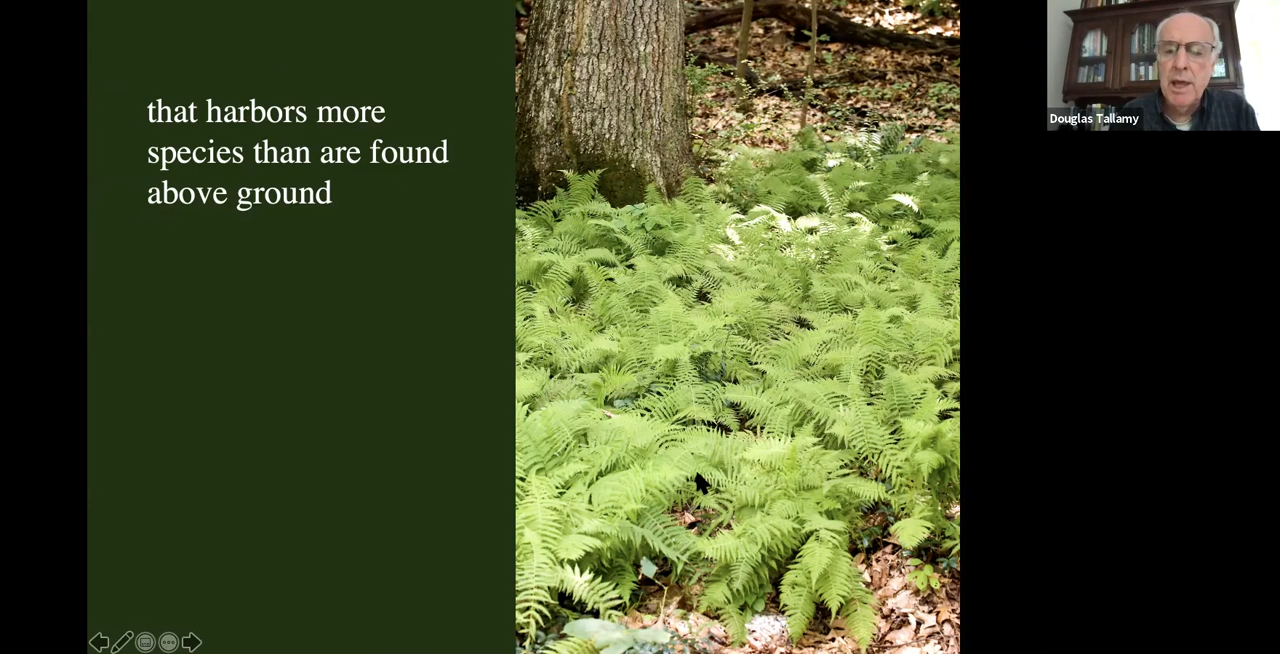 that harbors more
species than are found
above ground
Douglas Tallamy